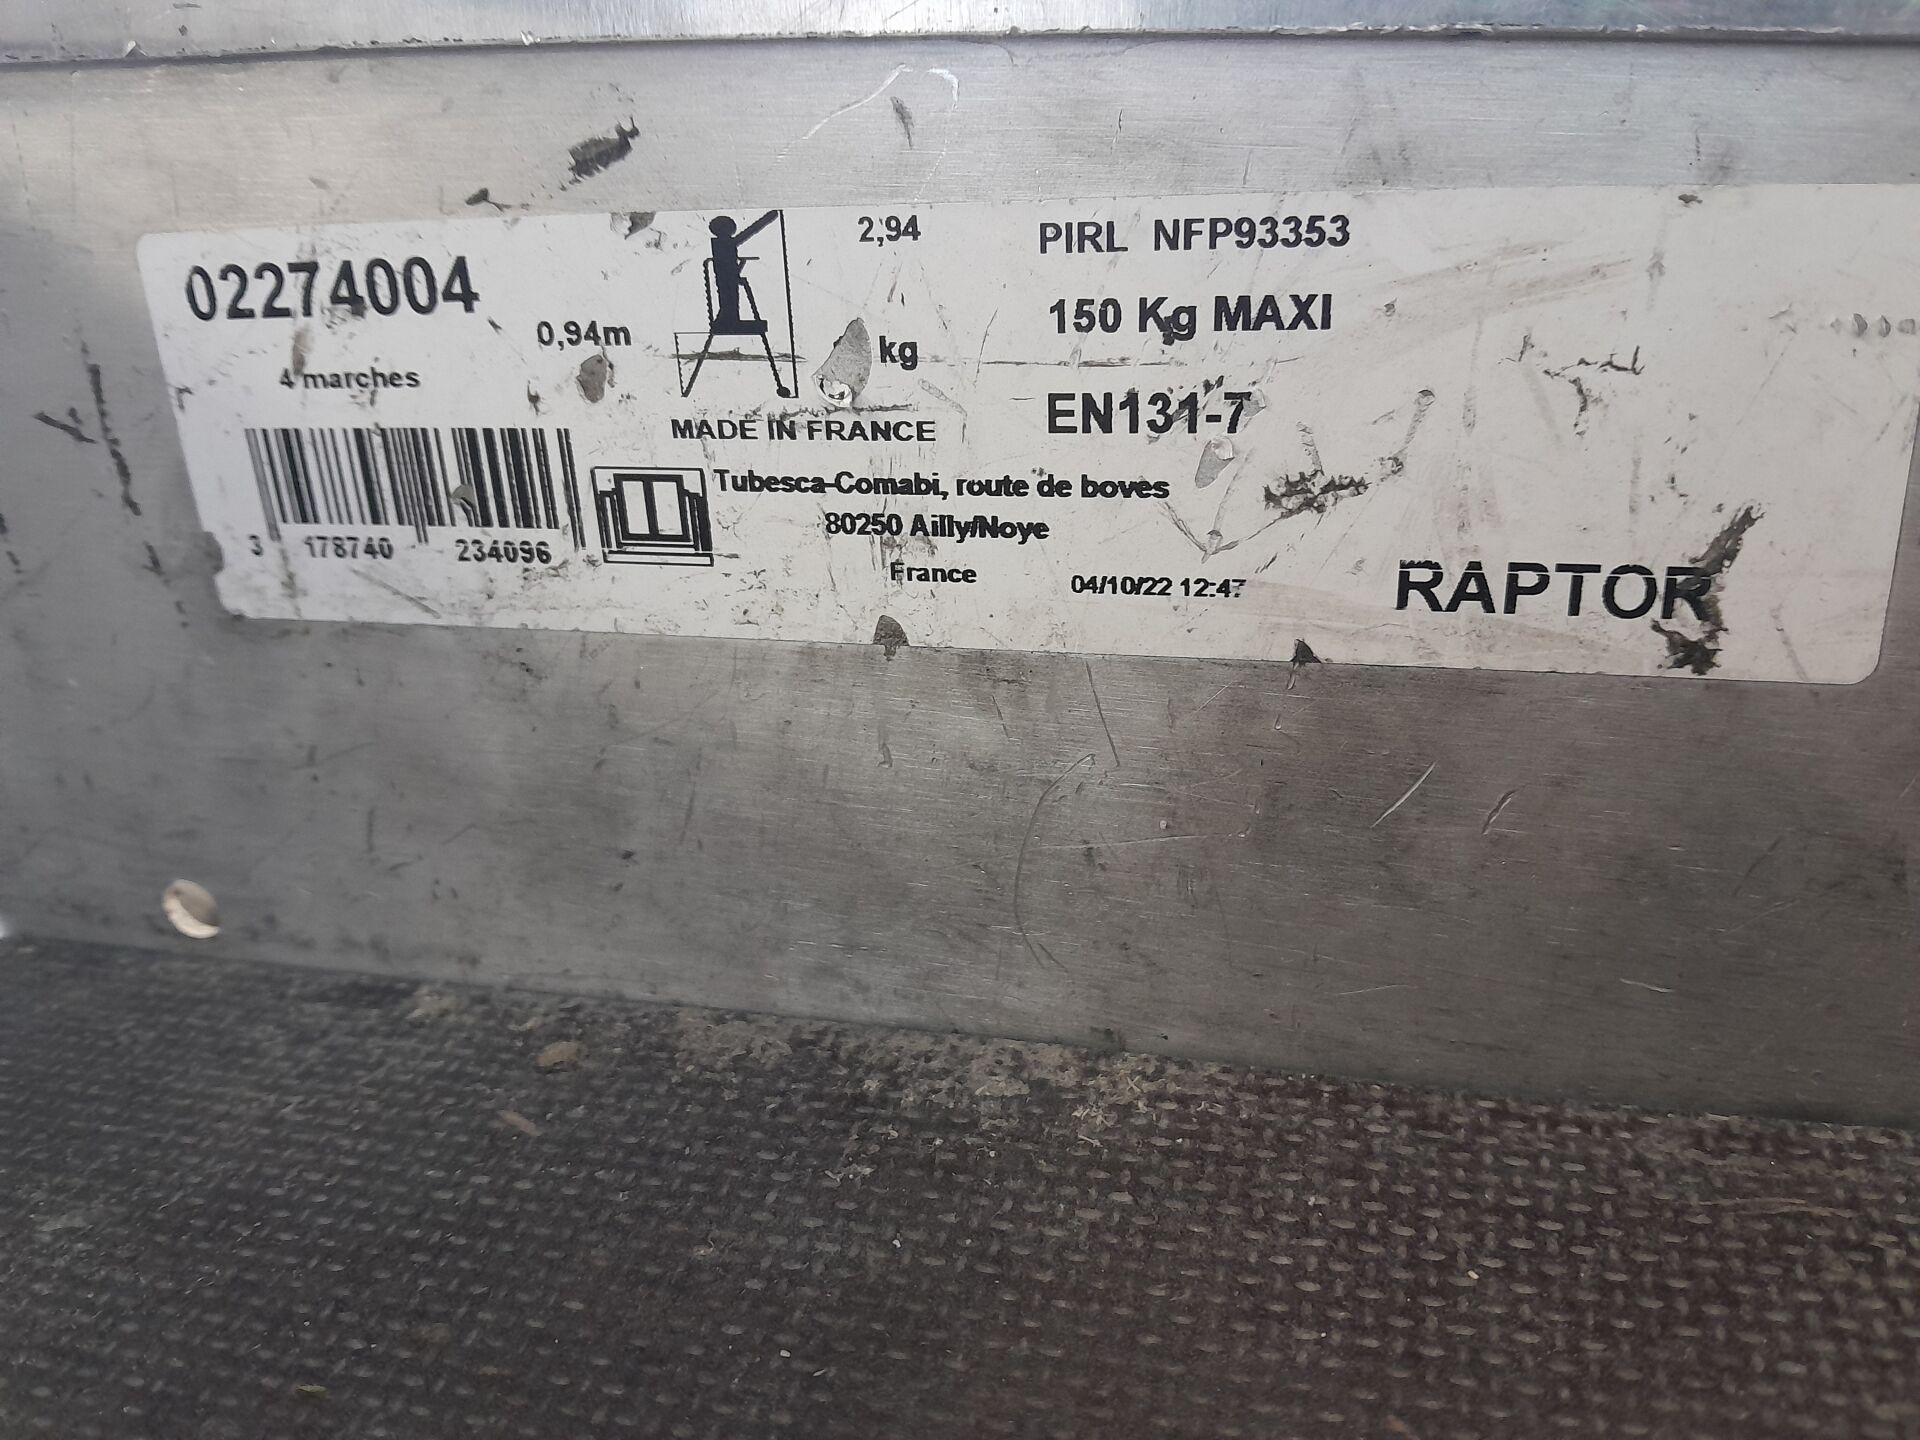 02274004
0,94m
4 marches
2,94
kg
MADE IN FRANCE
PIRL NFP93353
150 Kg MAXI
EN131-7
3 178740 234096
Tubesca-Comabi, route de boves
80250 Ailly/Noye
France
04/10/22 12:47
RAPTOR